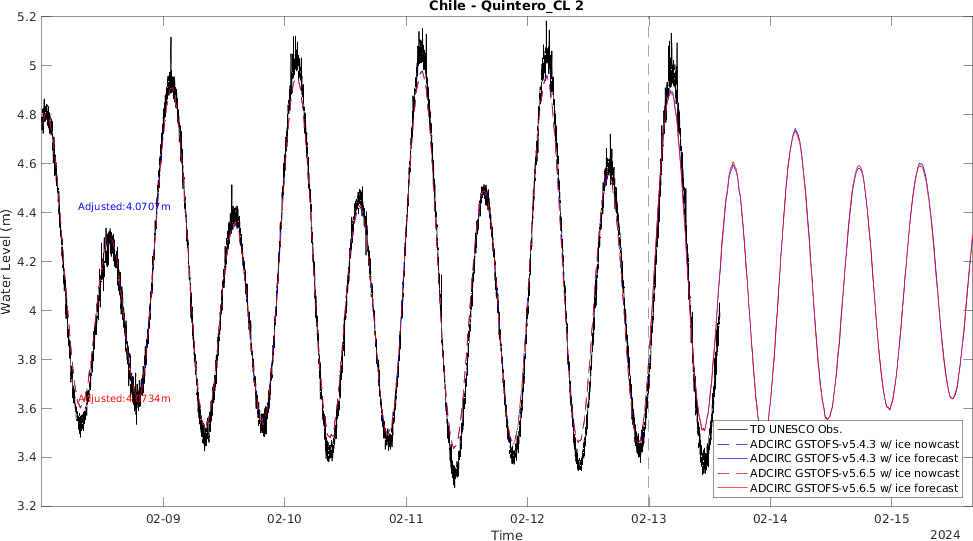 Chile - Quintero_CL 2
5.2
5
4.8
4.6
4.4
4.2
4
3.8
3.6
3.4
3.2
Water Level (m)
Adjusted:4.0707m
Adjusted:4.0734m
TD UNESCO Obs.
ADCIRC GSTOFS-v5.4.3 w/ ice nowcast
ADCIRC GSTOFS-v5.4.3 w/ ice forecast
ADCIRC GSTOFS-v5.6.5 w/ ice nowcast
ADCIRC GSTOFS-v5.6.5 w/ ice forecast
02-09 02-10 02-11 02-12 02-13 02-14 02-15
Time
2024